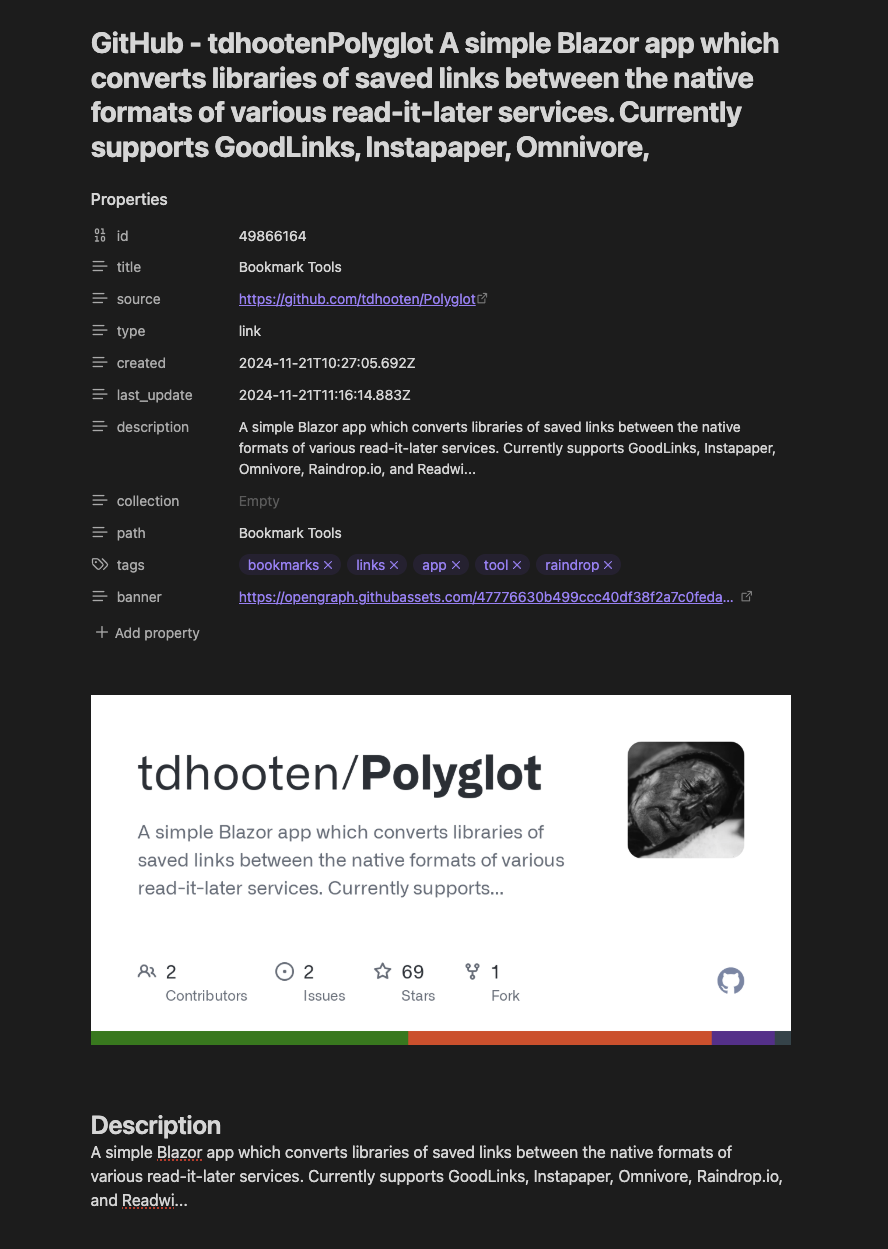 GitHub - tdhootenPolyglot A simple Blazor app which
converts libraries of saved links between the native
formats of various read-it-later services. Currently
supports GoodLinks, Instapaper, Omnivore,
Properties
id 49866164
title Bookmark Tools
source https://github.com/tdhooten/Polyglot
type link
created 2024-11-21T10:27:05.692Z
last_update 2024-11-21T11:16:14.883Z
description A simple Blazor app which converts libraries of saved links between the native
formats of various read-it-later services. Currently supports GoodLinks, Instapaper,
Omnivore, Raindrop.io, and Readwi...
collection Empty
path Bookmark Tools
tags bookmarks × links × app × tool × raindrop ×
banner https://opengraph.githubassets.com/47776630b499ccc40df38f2a7c0feda...
+ Add property
tdhooten/Polyglot
A simple Blazor app which converts libraries of
saved links between the native formats of various
read-it-later services. Currently supports...
2 2 69 1
Contributors Issues Stars Fork
Description
A simple Blazor app which converts libraries of saved links between the native formats of
various read-it-later services. Currently supports GoodLinks, Instapaper, Omnivore, Raindrop.io,
and Readwi...